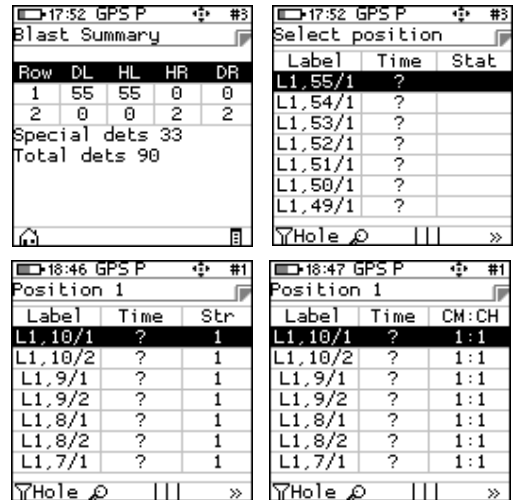 17:52 GPS P #3
Blast Summary
Row DL HL HR DR
1 55 55 0 0
2 0 0 2 2
Special dets 33
Total dets 90
17:52 GPS P #3
Select position
Label Time Stat
L1,55/1 ?
L1,54/1 ?
L1,53/1 ?
L1,52/1 ?
L1,51/1 ?
L1,50/1 ?
L1,49/1 ?
Hole »
18:46 GPS P #1
Position 1
Label Time Str
L1,10/1 ? 1
L1,10/2 ? 1
L1,9/1 ? 1
L1,9/2 ? 1
L1,8/1 ? 1
L1,8/2 ? 1
L1,7/1 ? 1
Hole »
18:47 GPS P #1
Position 1
Label Time CM:CH
L1,10/1 ? 1:1
L1,10/2 ? 1:1
L1,9/1 ? 1:1
L1,9/2 ? 1:1
L1,8/1 ? 1:1
L1,8/2 ? 1:1
L1,7/1 ? 1:1
Hole »